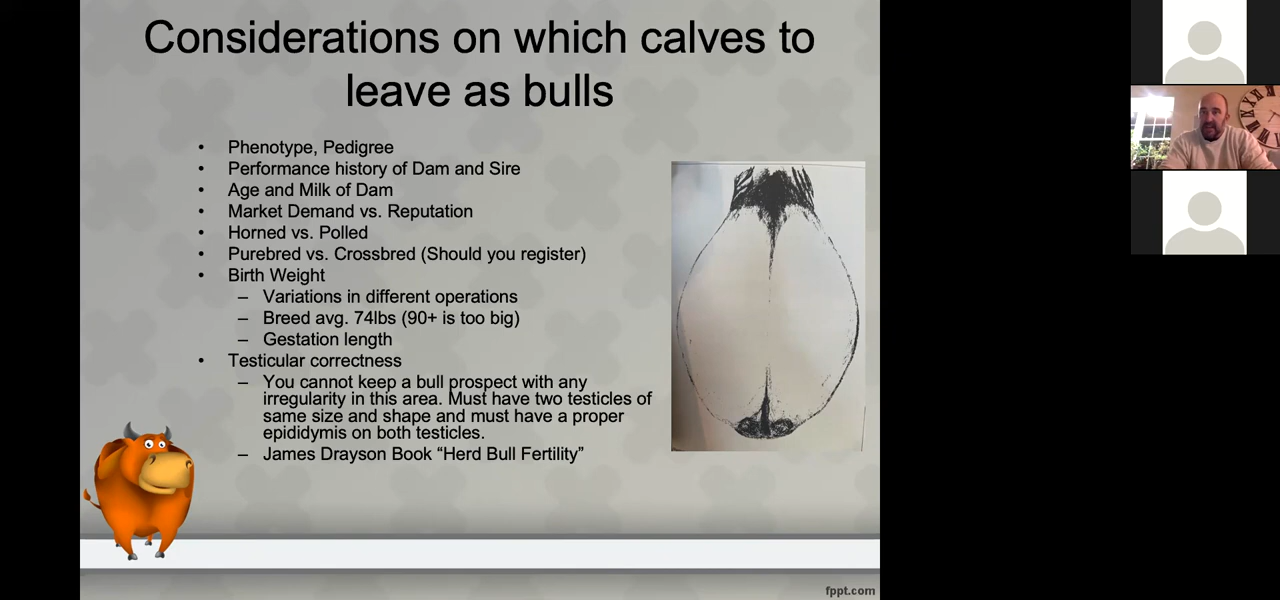 Considerations on which calves to
leave as bulls
• Phenotype, Pedigree
• Performance history of Dam and Sire
• Age and Milk of Dam
• Market Demand vs. Reputation
• Horned vs. Polled
• Purebred vs. Crossbred (Should you register)
• Birth Weight
– Variations in different operations
– Breed avg. 74lbs (90+ is too big)
– Gestation length
• Testicular correctness
– You cannot keep a bull prospect with any
irregularity in this area. Must have two testicles of
same size and shape and must have a proper
epididymis on both testicles.
– James Drayson Book “Herd Bull Fertility”
fppt.com